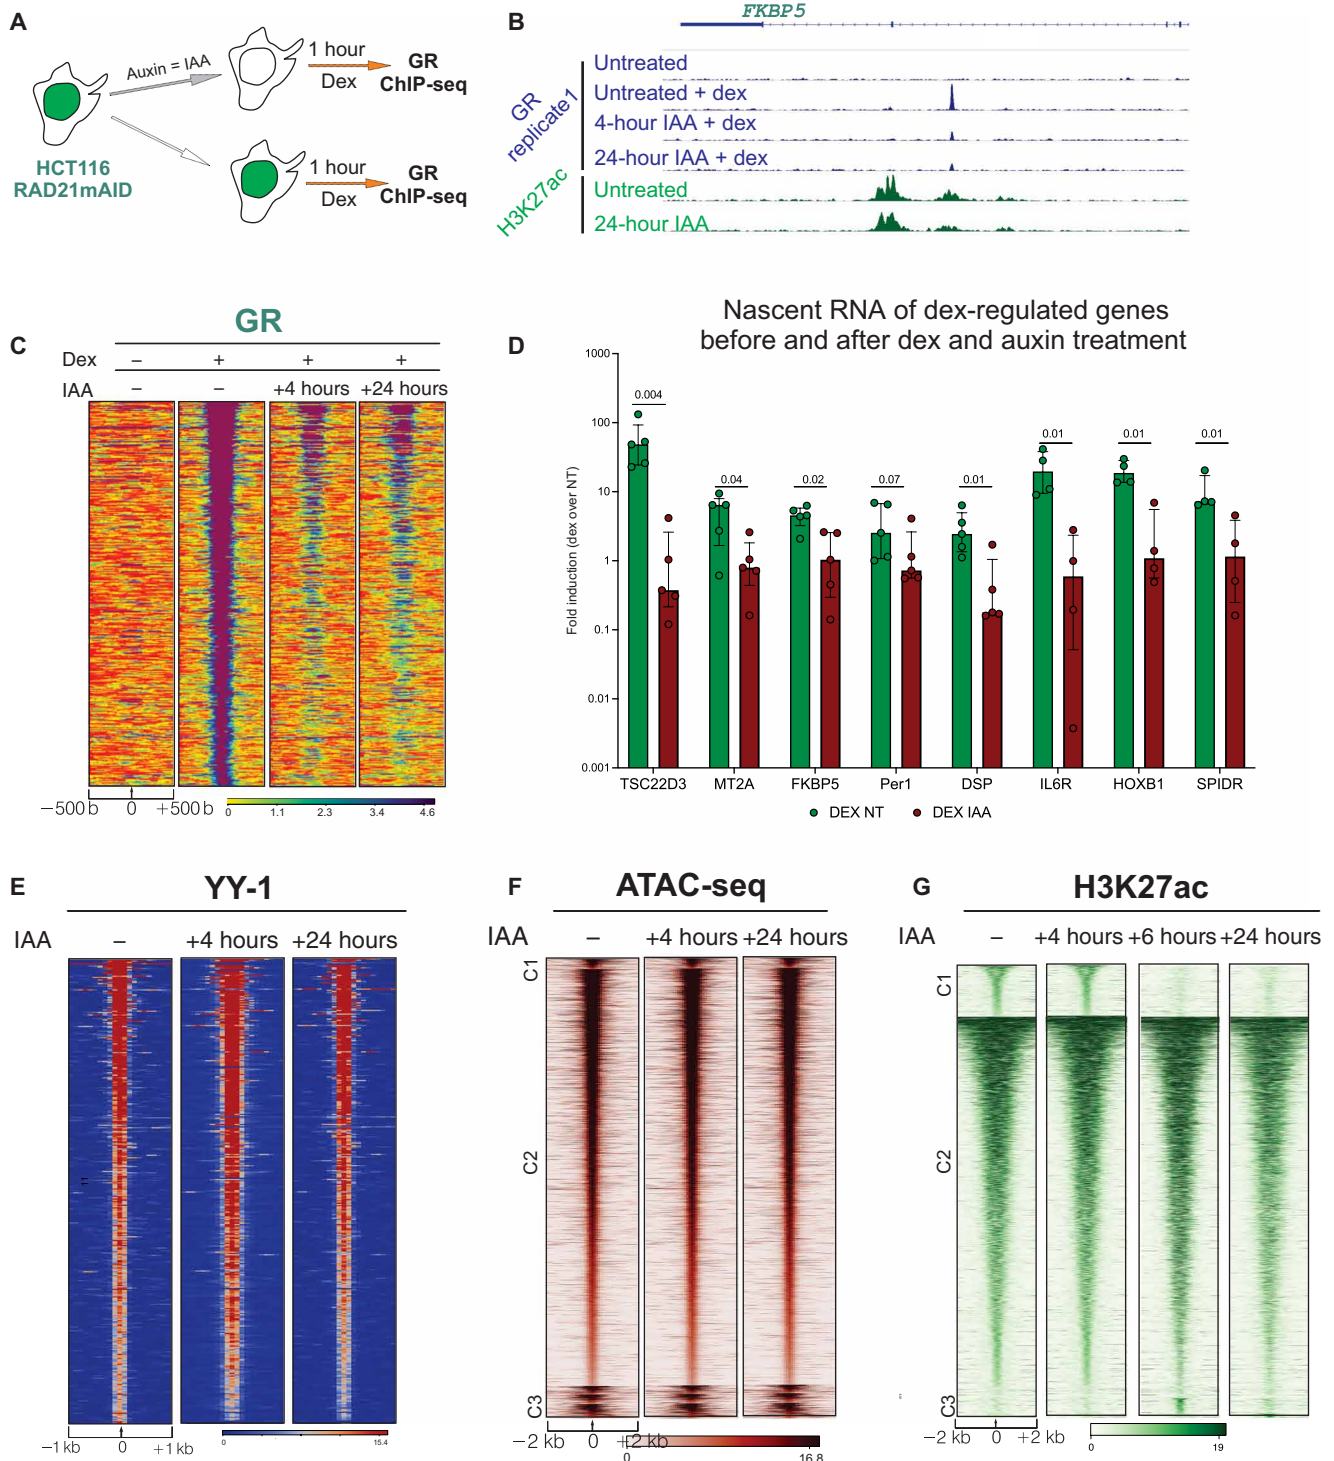 A
Auxin = IAA
1 hour
Dex
GR
ChIP-seq
HCT116
RAD21mAID
1 hour
Dex
GR
ChIP-seq
B
FKBP5
GR
replicate1
Untreated
Untreated + dex
4-hour IAA + dex
24-hour IAA + dex
H3K27ac
Untreated
24-hour IAA
C
GR
Dex – + + +
IAA – – +4 hours +24 hours
−500 b 0 +500 b
0 1.1 2.3 3.4 4.6
D
Nascent RNA of dex-regulated genes
before and after dex and auxin treatment
Fold induction (dex over NT)
1000
100
10
1
0.1
0.01
0.001
0.004
0.04
0.02
0.07
0.01
0.01
0.01
0.01
TSC22D3 MT2A FKBP5 Per1 DSP IL6R HOXB1 SPIDR
DEX NT DEX IAA
E
YY-1
IAA – +4 hours +24 hours
−1 kb 0 +1 kb
0 15.4
F
ATAC-seq
IAA – +4 hours +24 hours
C1
C2
C3
−2 kb 0 +2 kb
0 16.8
G
H3K27ac
IAA – +4 hours +6 hours +24 hours
C1
C2
C3
−2 kb 0 +2 kb
0 19